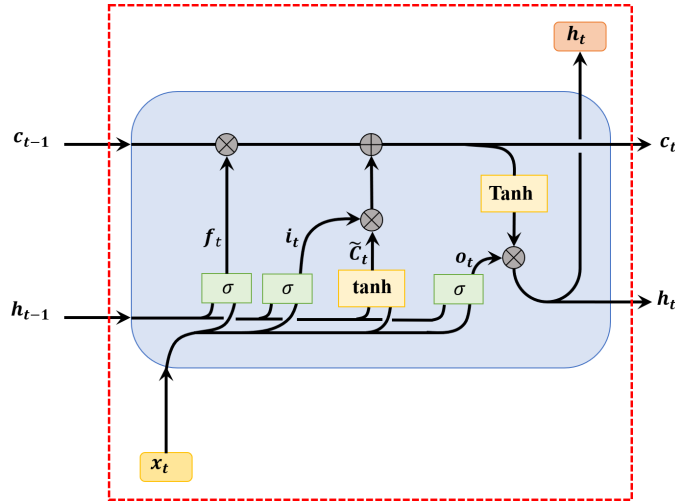 h_t
c_{t-1}
c_t
Tanh
f_t
i_t
C̃_t
o_t
σ
σ
tanh
σ
h_{t-1}
h_t
x_t